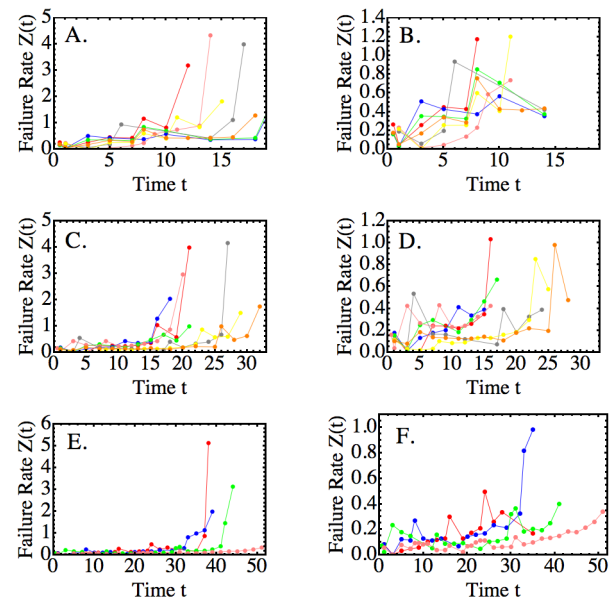 A.
Failure Rate Z(t)
5
4
3
2
1
0
0 5 10 15
Time t
B.
Failure Rate Z(t)
1.4
1.2
1.0
0.8
0.6
0.4
0.2
0.0
0 5 10 15
Time t
C.
Failure Rate Z(t)
5
4
3
2
1
0
0 5 10 15 20 25 30
Time t
D.
Failure Rate Z(t)
1.2
1.0
0.8
0.6
0.4
0.2
0.0
0 5 10 15 20 25 30
Time t
E.
Failure Rate Z(t)
6
5
4
3
2
1
0
0 10 20 30 40 50
Time t
F.
Failure Rate Z(t)
1.0
0.8
0.6
0.4
0.2
0.0
0 10 20 30 40 50
Time t